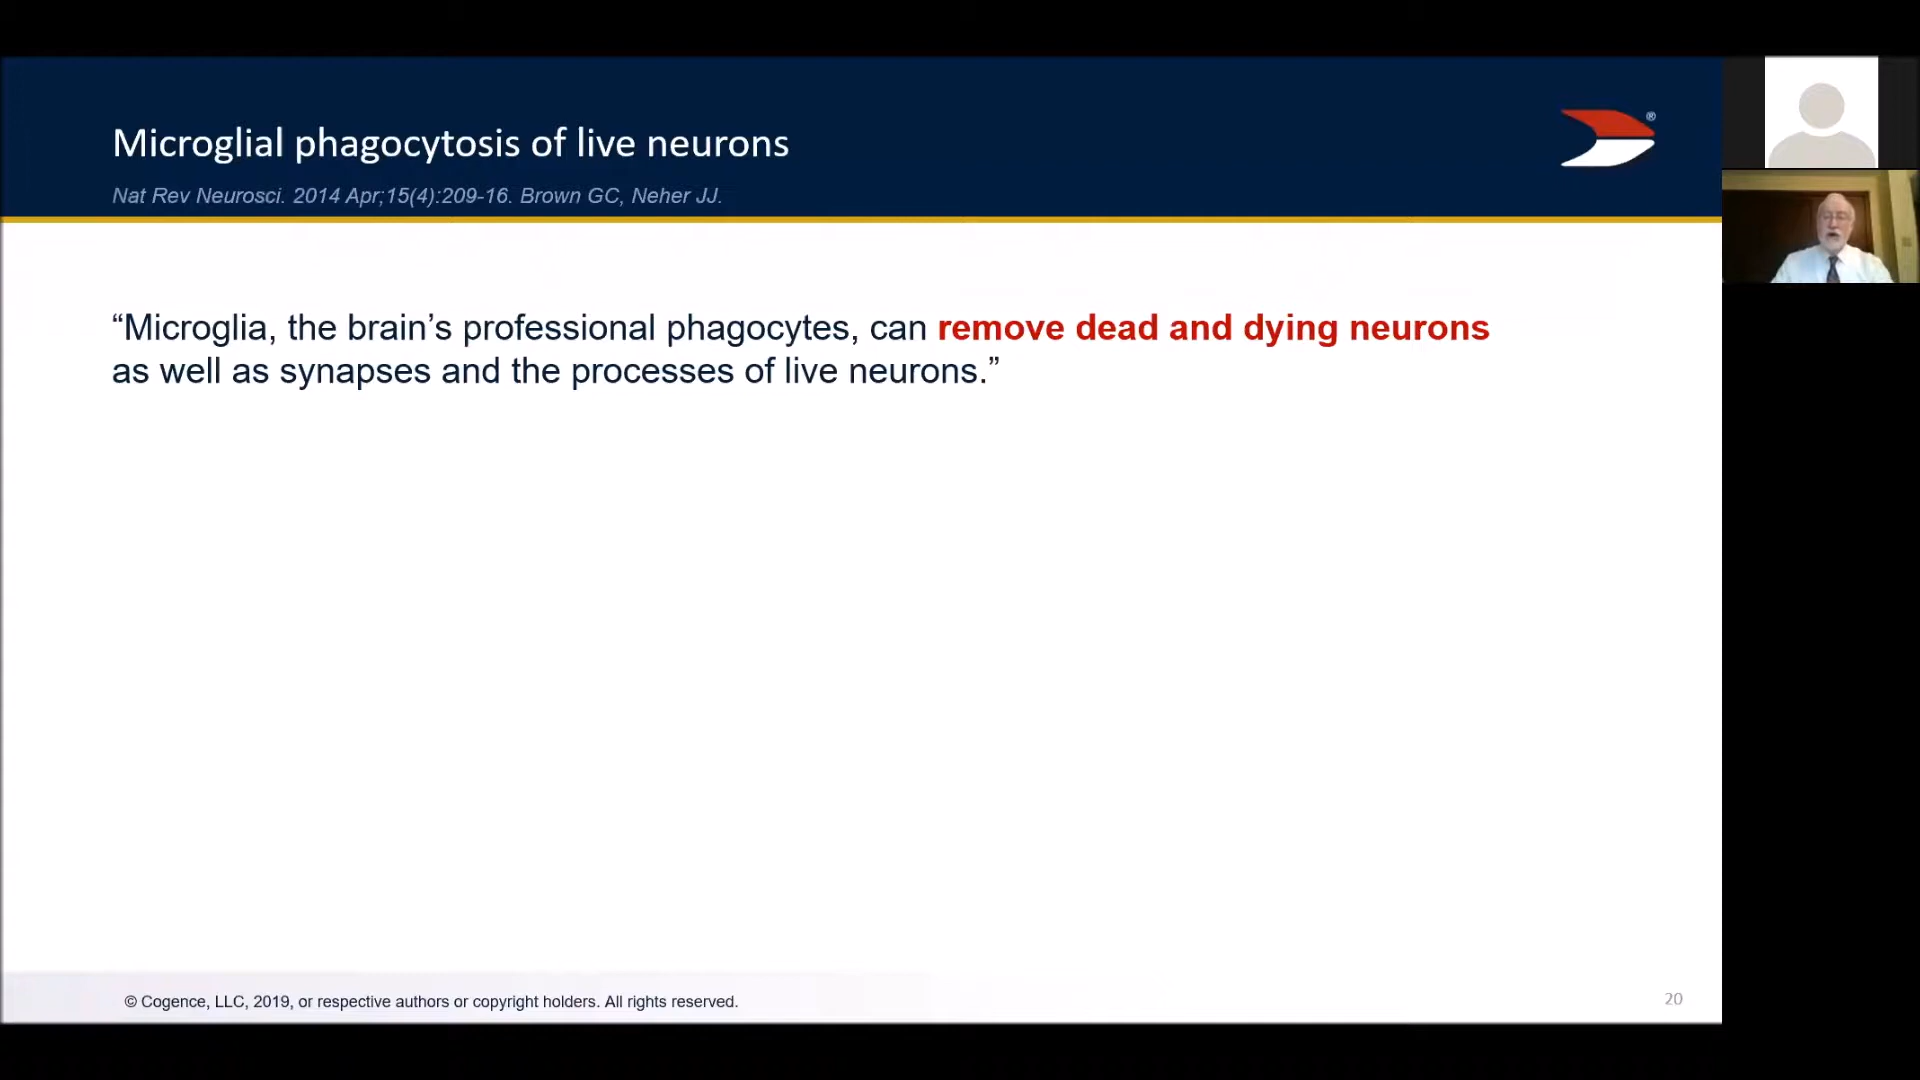 Microglial phagocytosis of live neurons
®
Nat Rev Neurosci. 2014 Apr;15(4):209-16. Brown GC, Neher JJ.
“Microglia, the brain’s professional phagocytes, can remove dead and dying neurons
as well as synapses and the processes of live neurons.”
© Cogence, LLC, 2019, or respective authors or copyright holders. All rights reserved.
20